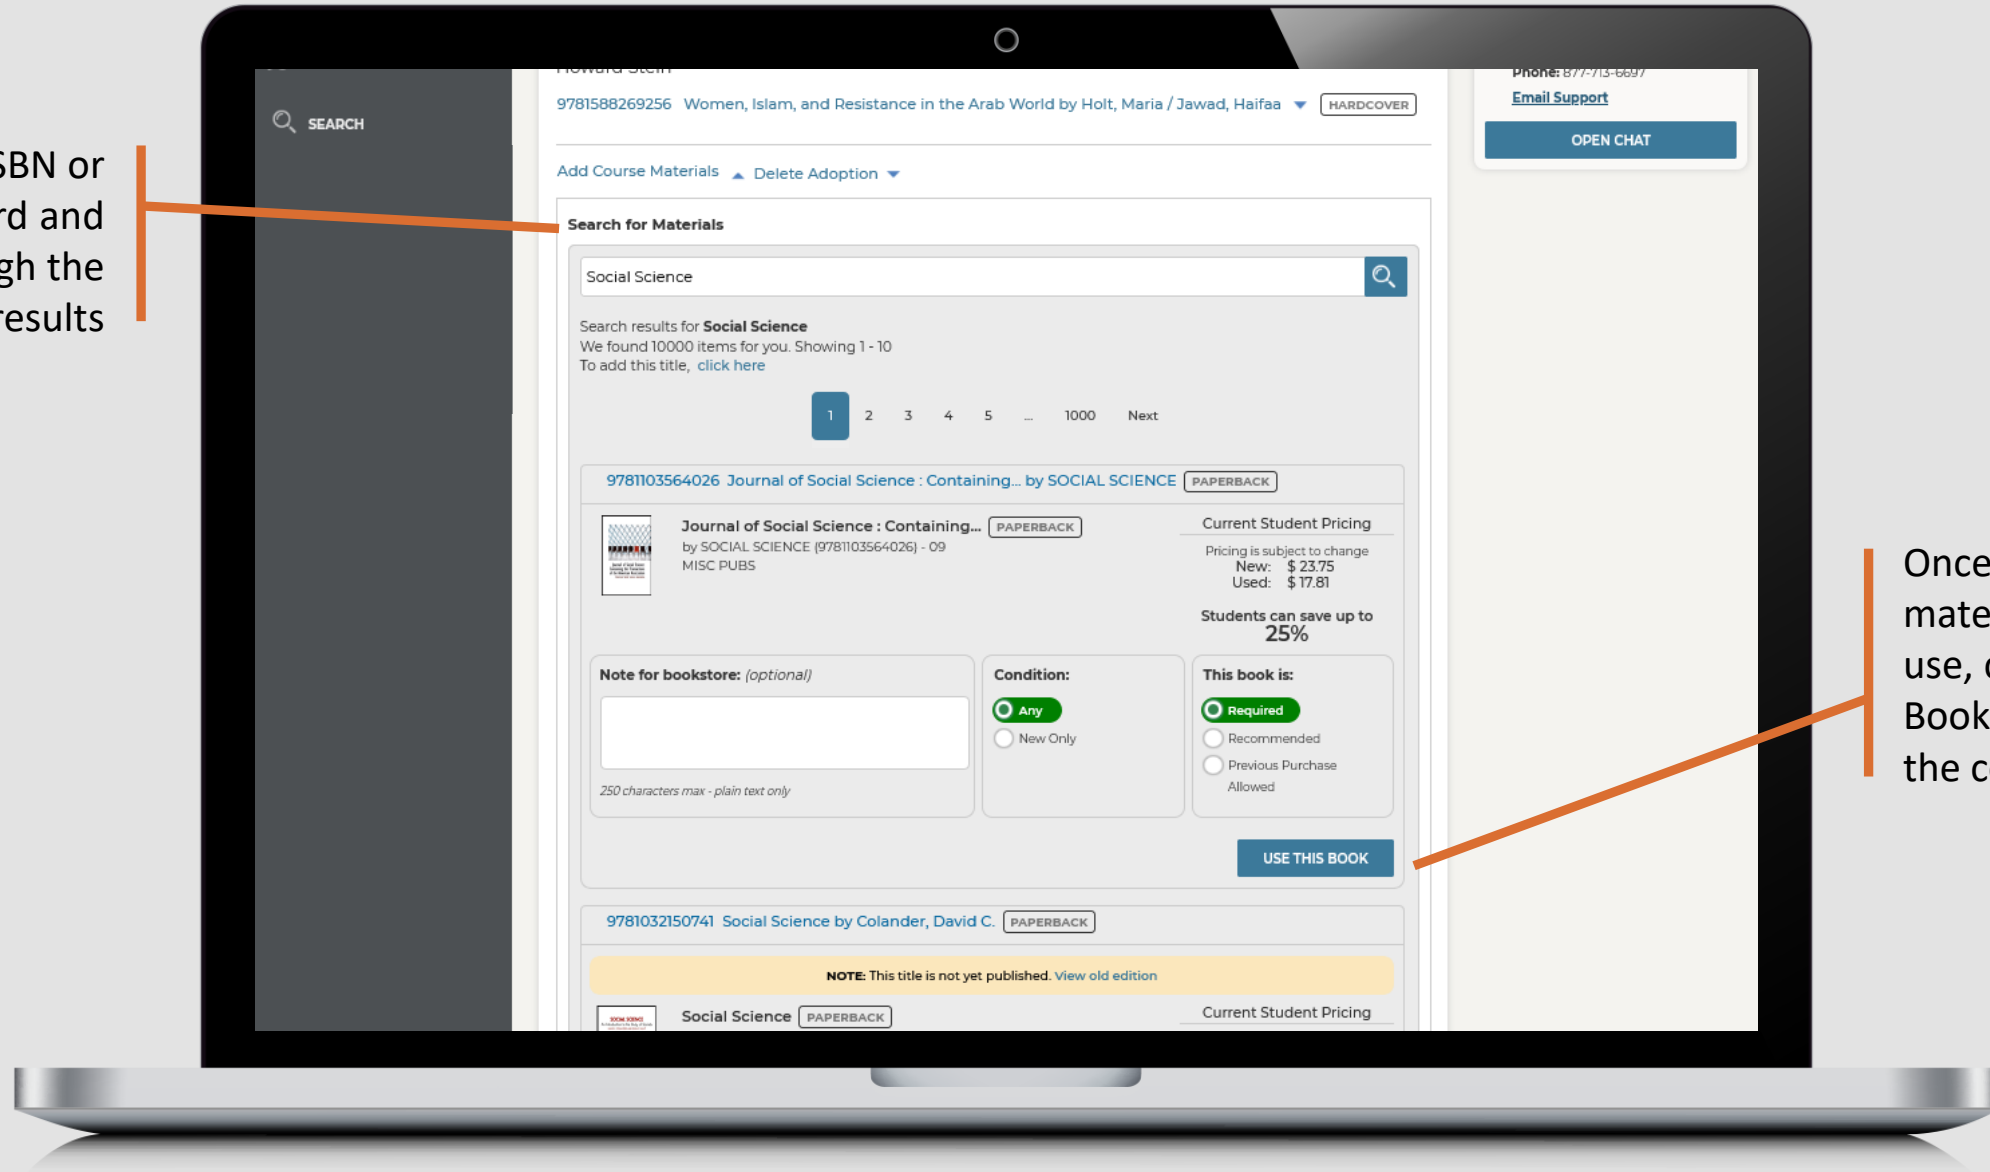 SBN or
rd and
gh the
results
SEARCH
9781588269256 Women, Islam, and Resistance in the Arab World by Holt, Maria / Jawad, Haifaa HARDCOVER
Add Course Materials Delete Adoption
Search for Materials
Social Science
Search results for Social Science
We found 10000 items for you. Showing 1 - 10
To add this title, click here
1 2 3 4 5 ... 1000 Next
9781103564026 Journal of Social Science : Containing... by SOCIAL SCIENCE PAPERBACK
Journal of Social Science : Containing... PAPERBACK
by SOCIAL SCIENCE (9781103564026) - 09
MISC PUBS
Current Student Pricing
Pricing is subject to change
New: $ 23.75
Used: $ 17.81
Students can save up to
25%
Note for bookstore: (optional)
250 characters max - plain text only
Condition:
Any
New Only
This book is:
Required
Recommended
Previous Purchase
Allowed
USE THIS BOOK
9781032150741 Social Science by Colander, David C. PAPERBACK
NOTE: This title is not yet published. View old edition
Social Science PAPERBACK
Current Student Pricing
Phone: 877-713-6697
Email Support
OPEN CHAT
Once
mate
use,
Book
the